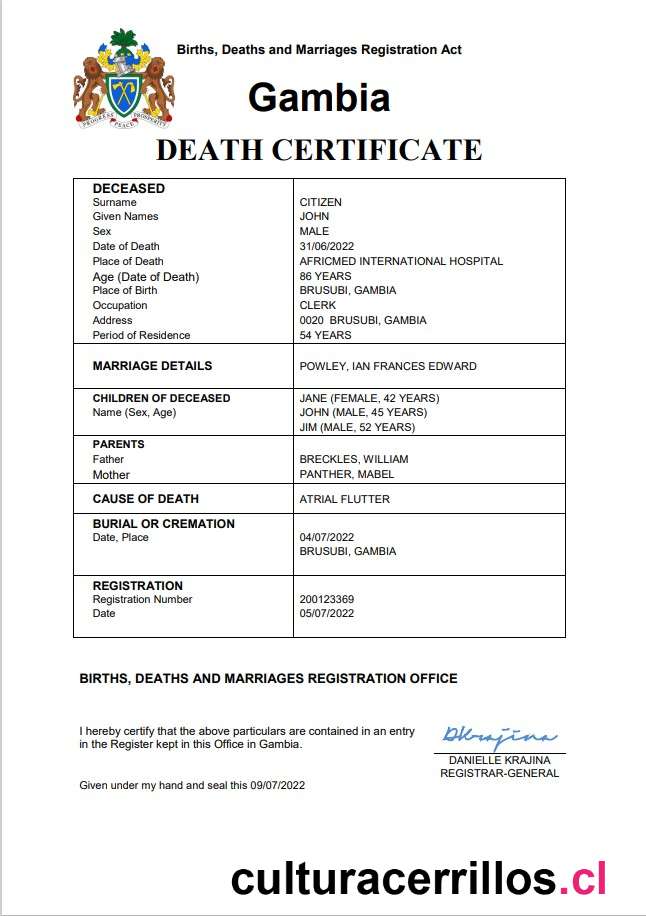 Births, Deaths and Marriages Registration Act
Gambia
PROGRESS PEACE PROSPERITY
DEATH CERTIFICATE
DECEASED
Surname CITIZEN
Given Names JOHN
Sex MALE
Date of Death 31/06/2022
Place of Death AFRICMED INTERNATIONAL HOSPITAL
Age (Date of Death) 86 YEARS
Place of Birth BRUSUBI, GAMBIA
Occupation CLERK
Address 0020 BRUSUBI, GAMBIA
Period of Residence 54 YEARS
MARRIAGE DETAILS POWLEY, IAN FRANCES EDWARD
CHILDREN OF DECEASED JANE (FEMALE, 42 YEARS)
Name (Sex, Age) JOHN (MALE, 45 YEARS)
JIM (MALE, 52 YEARS)
PARENTS
Father BRECKLES, WILLIAM
Mother PANTHER, MABEL
CAUSE OF DEATH ATRIAL FLUTTER
BURIAL OR CREMATION
Date, Place 04/07/2022
BRUSUBI, GAMBIA
REGISTRATION
Registration Number 200123369
Date 05/07/2022
BIRTHS, DEATHS AND MARRIAGES REGISTRATION OFFICE
I hereby certify that the above particulars are contained in an entry
in the Register kept in this Office in Gambia.
DKrajina
DANIELLE KRAJINA
REGISTRAR-GENERAL
Given under my hand and seal this 09/07/2022
culturacerrillos.cl